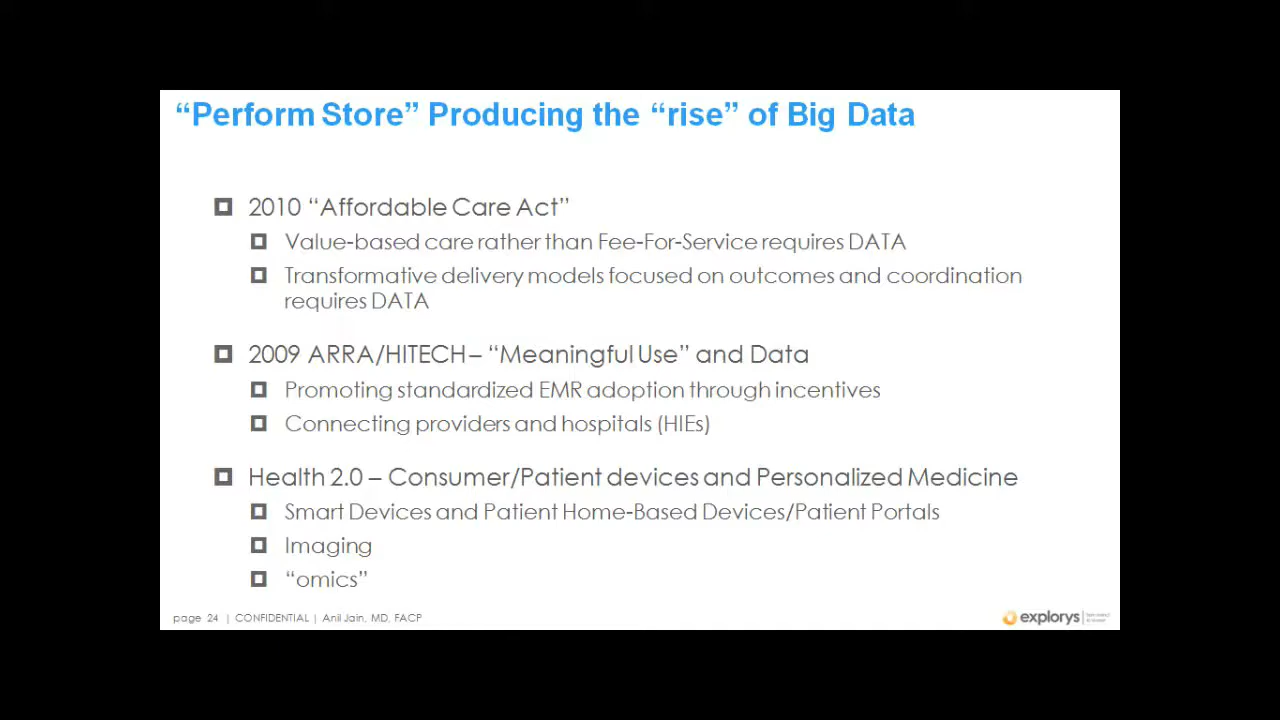 “Perform Store” Producing the “rise” of Big Data
2010 “Affordable Care Act”
Value-based care rather than Fee-For-Service requires DATA
Transformative delivery models focused on outcomes and coordination
requires DATA
2009 ARRA/HITECH – “Meaningful Use” and Data
Promoting standardized EMR adoption through incentives
Connecting providers and hospitals (HIEs)
Health 2.0 – Consumer/Patient devices and Personalized Medicine
Smart Devices and Patient Home-Based Devices/Patient Portals
Imaging
“omics”
page 24 | CONFIDENTIAL | Anil Jain, MD, FACP
explorys